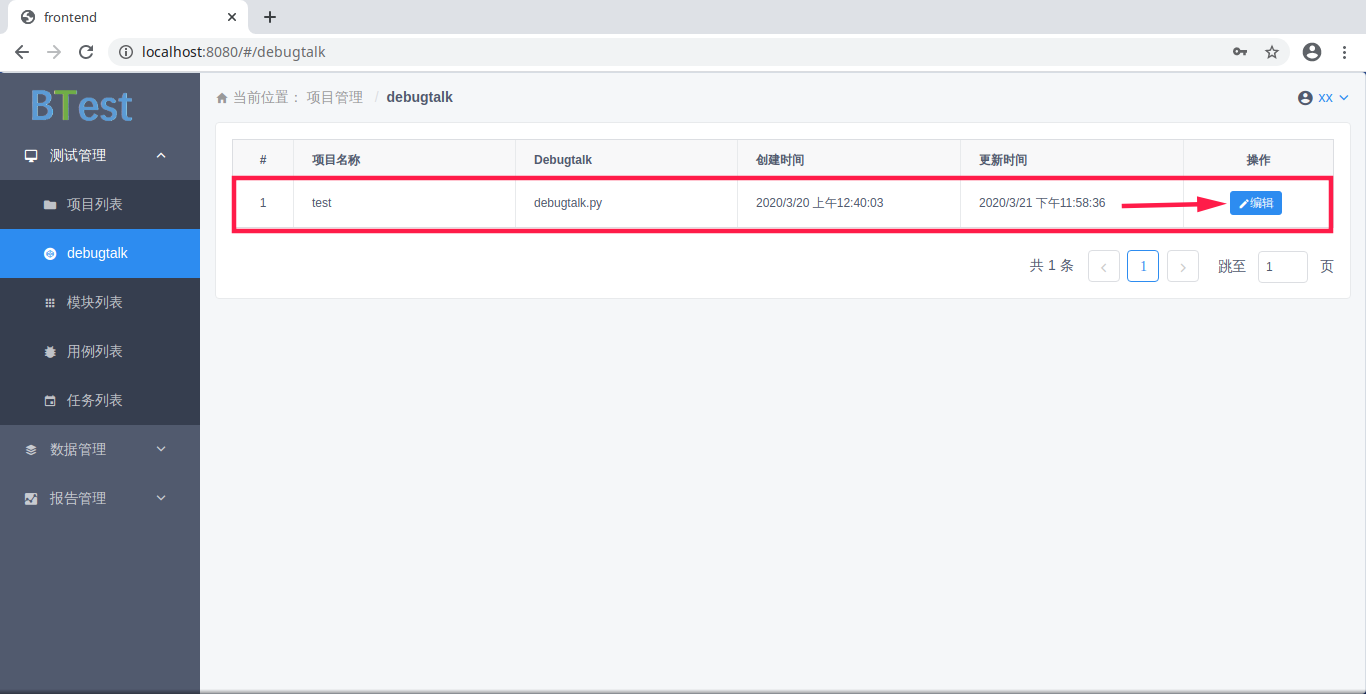 frontend
localhost:8080/#/debugtalk
BTest
当前位置： 项目管理 / debugtalk
xx
测试管理
项目列表
debugtalk
模块列表
用例列表
任务列表
数据管理
报告管理
# 项目名称 Debugtalk 创建时间 更新时间 操作
1 test debugtalk.py 2020/3/20 上午12:40:03 2020/3/21 下午11:58:36 编辑
共 1 条 1 跳至 1 页